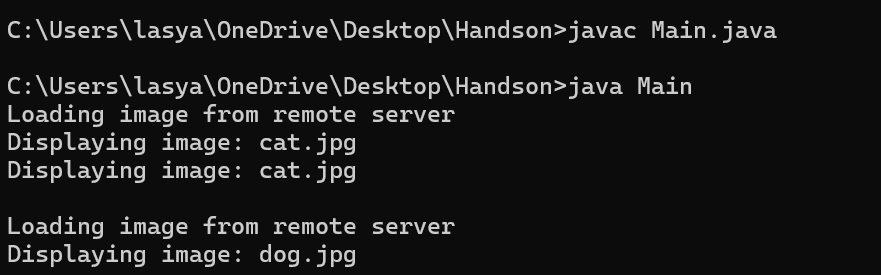 C:\Users\lasya\OneDrive\Desktop\Handson>javac Main.java
C:\Users\lasya\OneDrive\Desktop\Handson>java Main
Loading image from remote server
Displaying image: cat.jpg
Displaying image: cat.jpg
Loading image from remote server
Displaying image: dog.jpg